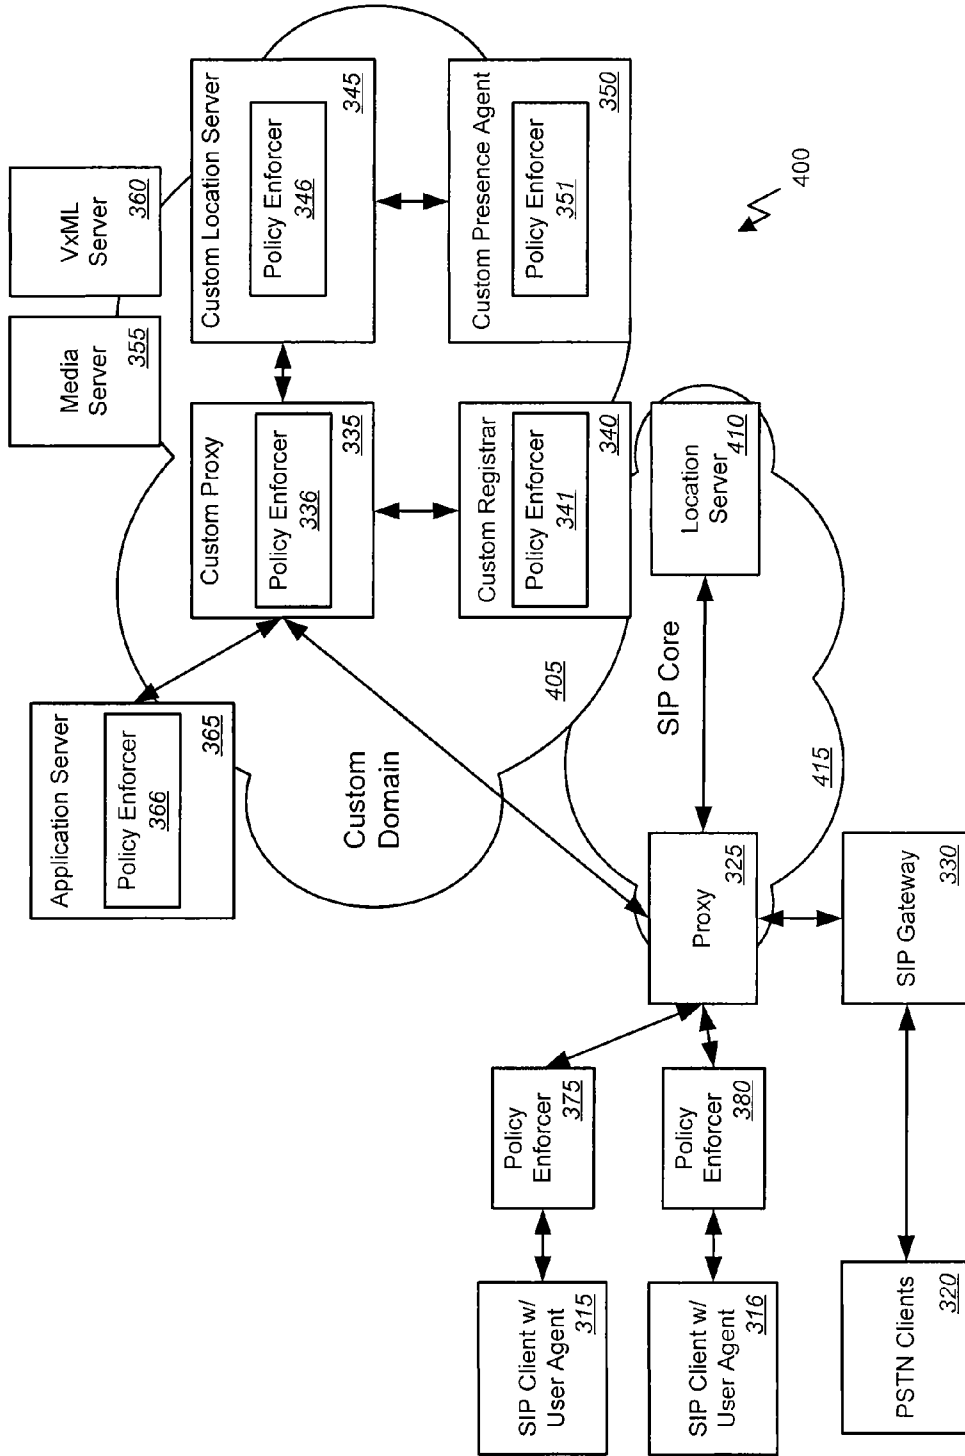 Application Server
Policy Enforcer
366
365
Media
Server
355
VxML
Server
360
Custom Proxy
Policy Enforcer
336
335
Custom Location Server
Policy Enforcer
346
345
Custom
Domain
405
Custom Registrar
Policy Enforcer
341
340
Custom Presence Agent
Policy Enforcer
351
350
SIP Client w/
User Agent
315
Policy
Enforcer
375
SIP Client w/
User Agent
316
Policy
Enforcer
380
Proxy
325
SIP Core
Location
Server
410
415
PSTN Clients
320
SIP Gateway
330
400